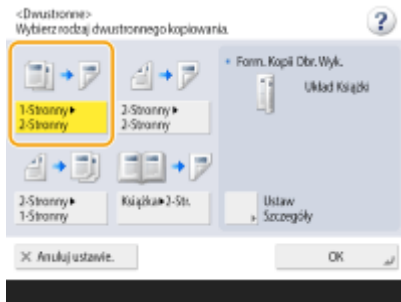 <Dwustronne>
Wybierz rodzaj dwustronnego kopiowania.
?
1-Stronny▶
2-Stronny
2-Stronny▶
2-Stronny
2-Stronny▶
1-Stronny
Książka▶2-Str.
Form. Kopii Obr. Wyk.
Układ Książki
Ustaw
Szczegóły
× Anuluj ustawie.
OK